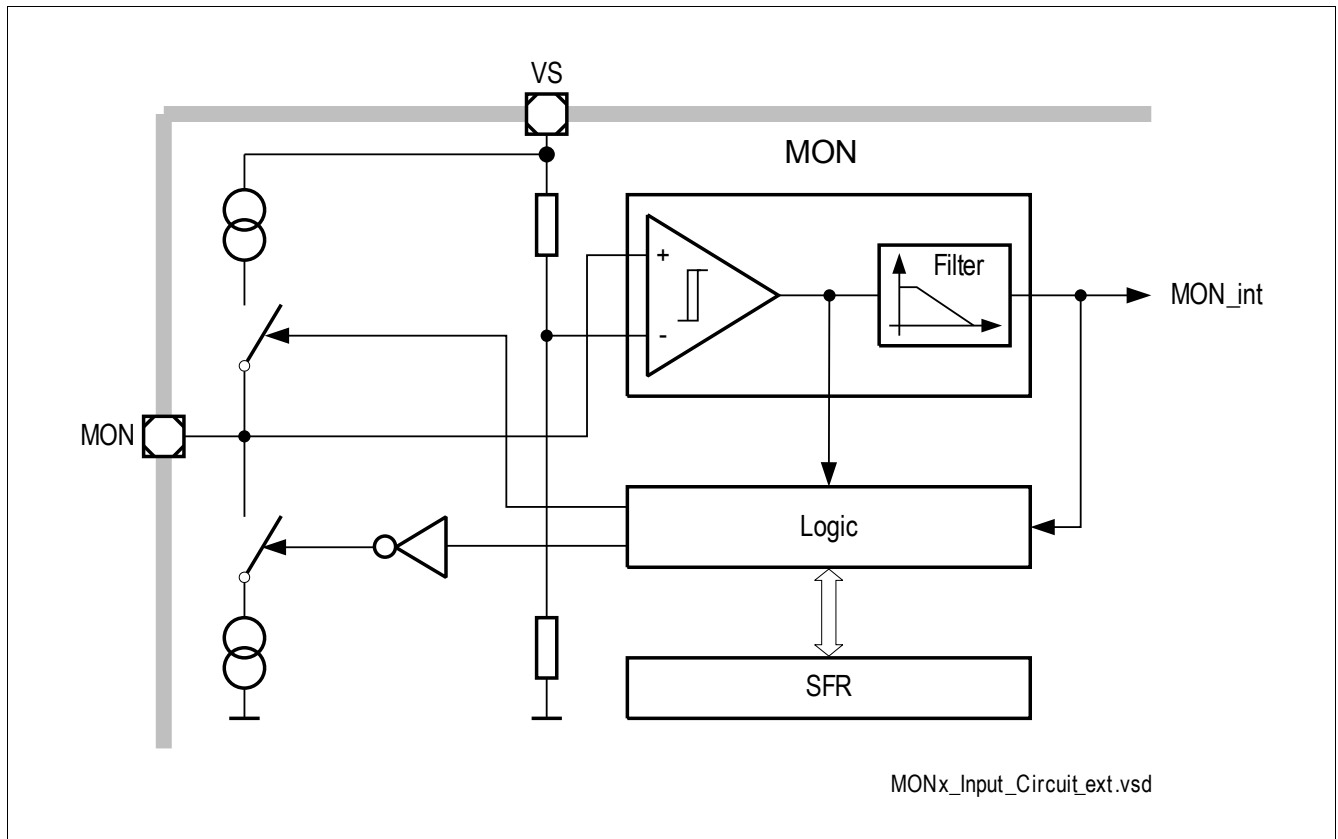 VS
MON
+
Filter
MON_int
-
MON
Logic
SFR
MONx_Input_Circuit_ext.vsd